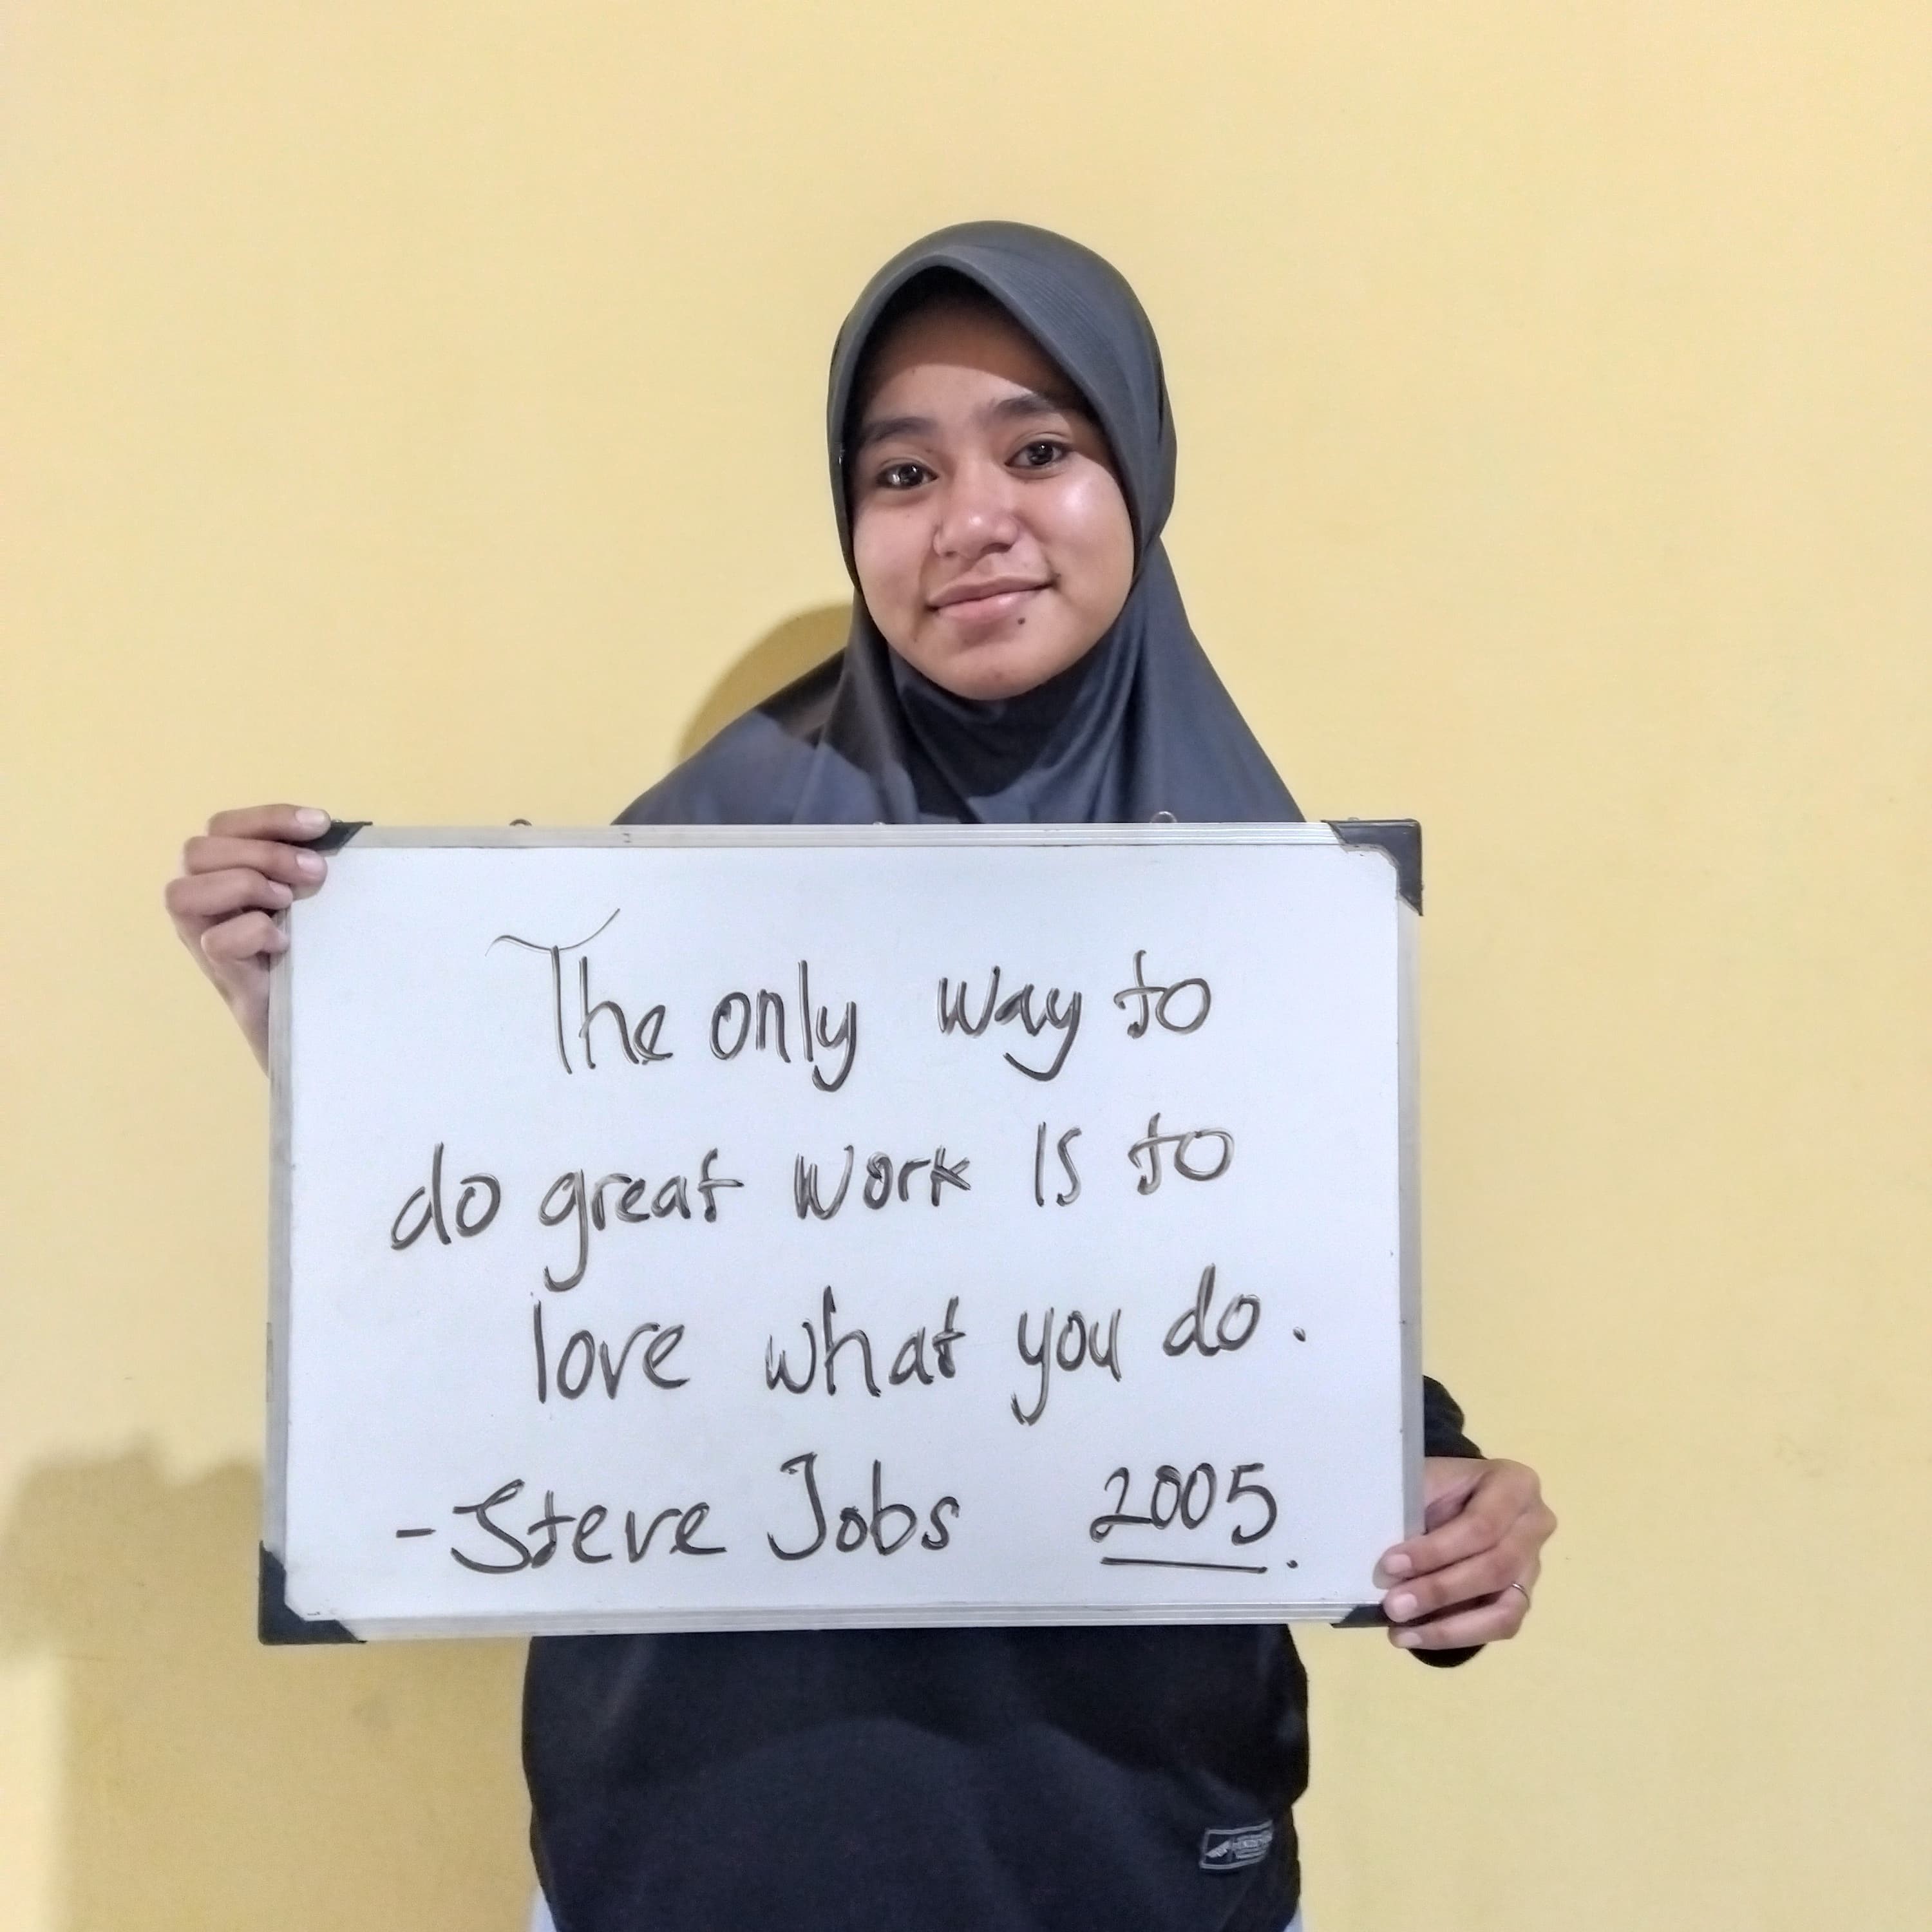 The only way to
do great work is to
love what you do.
- Steve Jobs 2005.